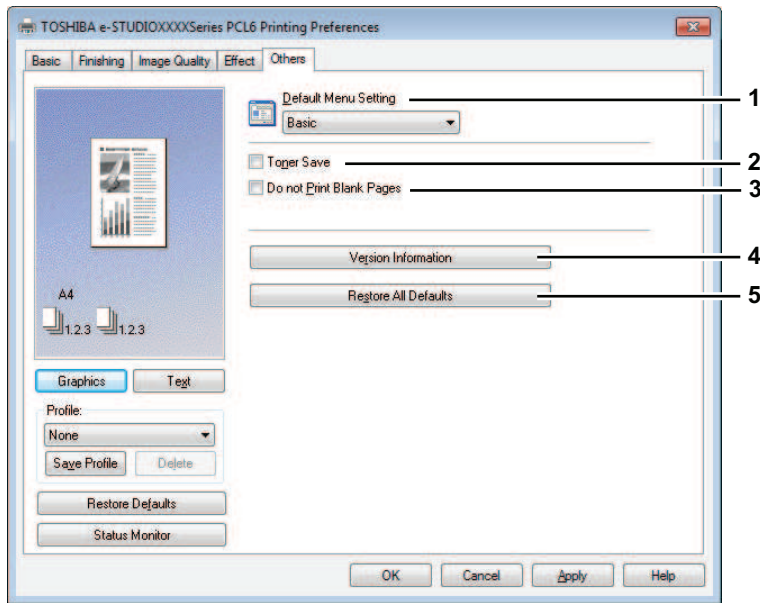 TOSHIBA e-STUDIOXXXXSeries PCL6 Printing Preferences
Basic Finishing Image Quality Effect Others
Default Menu Setting 1
Basic
Toner Save 2
Do not Print Blank Pages 3
Version Information 4
Restore All Defaults 5
A4
1.2.3 1.2.3
Graphics Text
Profile:
None
Save Profile Delete
Restore Defaults
Status Monitor
OK Cancel Apply Help